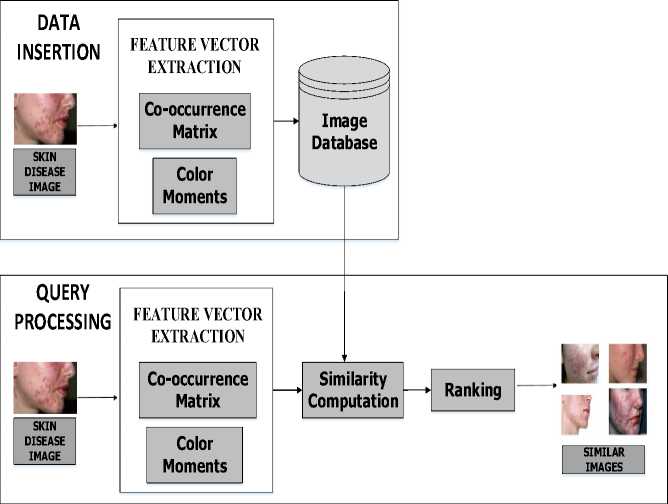 DATA
INSERTION
FEATURE VECTOR
EXTRACTION
Co-occurrence
Matrix
Color
Moments
SKIN
DISEASE
IMAGE
Image
Database
QUERY
PROCESSING
FEATURE VECTOR
EXTRACTION
Co-occurrence
Matrix
Color
Moments
SKIN
DISEASE
IMAGE
Similarity
Computation
Ranking
SIMILAR
IMAGES